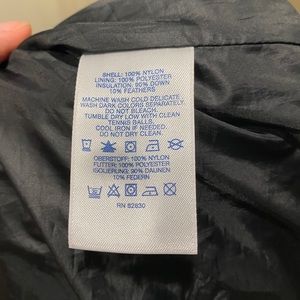 SHELL: 100% NYLON
LINING: 100% POLYESTER
INSULATION: 90% DOWN
10% FEATHERS
MACHINE WASH COLD DELICATE
WASH DARK COLORS SEPARATELY.
DO NOT BLEACH.
TUMBLE DRY LOW WITH CLEAN
TENNIS BALLS.
COOL IRON IF NEEDED.
DO NOT DRY CLEAN.
OBERSTOFF: 100% NYLON
FUTTER: 100% POLYESTER
ISOLIERUNG: 90% DAUNEN
10% FEDERN
RN 82830